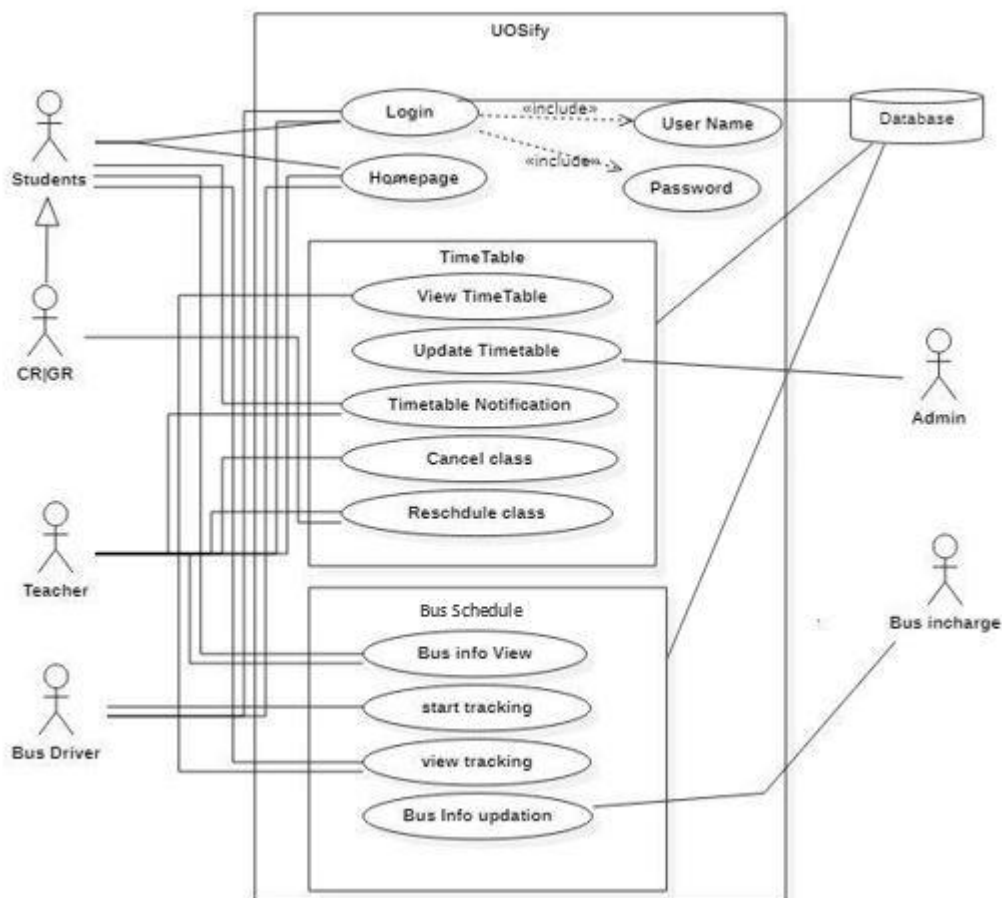 UOSify
Login
«include»
User Name
Database
Students
Homepage
«include»
Password
TimeTable
View TimeTable
Update Timetable
CR|GR
Timetable Notification
Admin
Cancel class
Reschdule class
Teacher
Bus Schedule
Bus incharge
Bus info View
start tracking
Bus Driver
view tracking
Bus Info updation